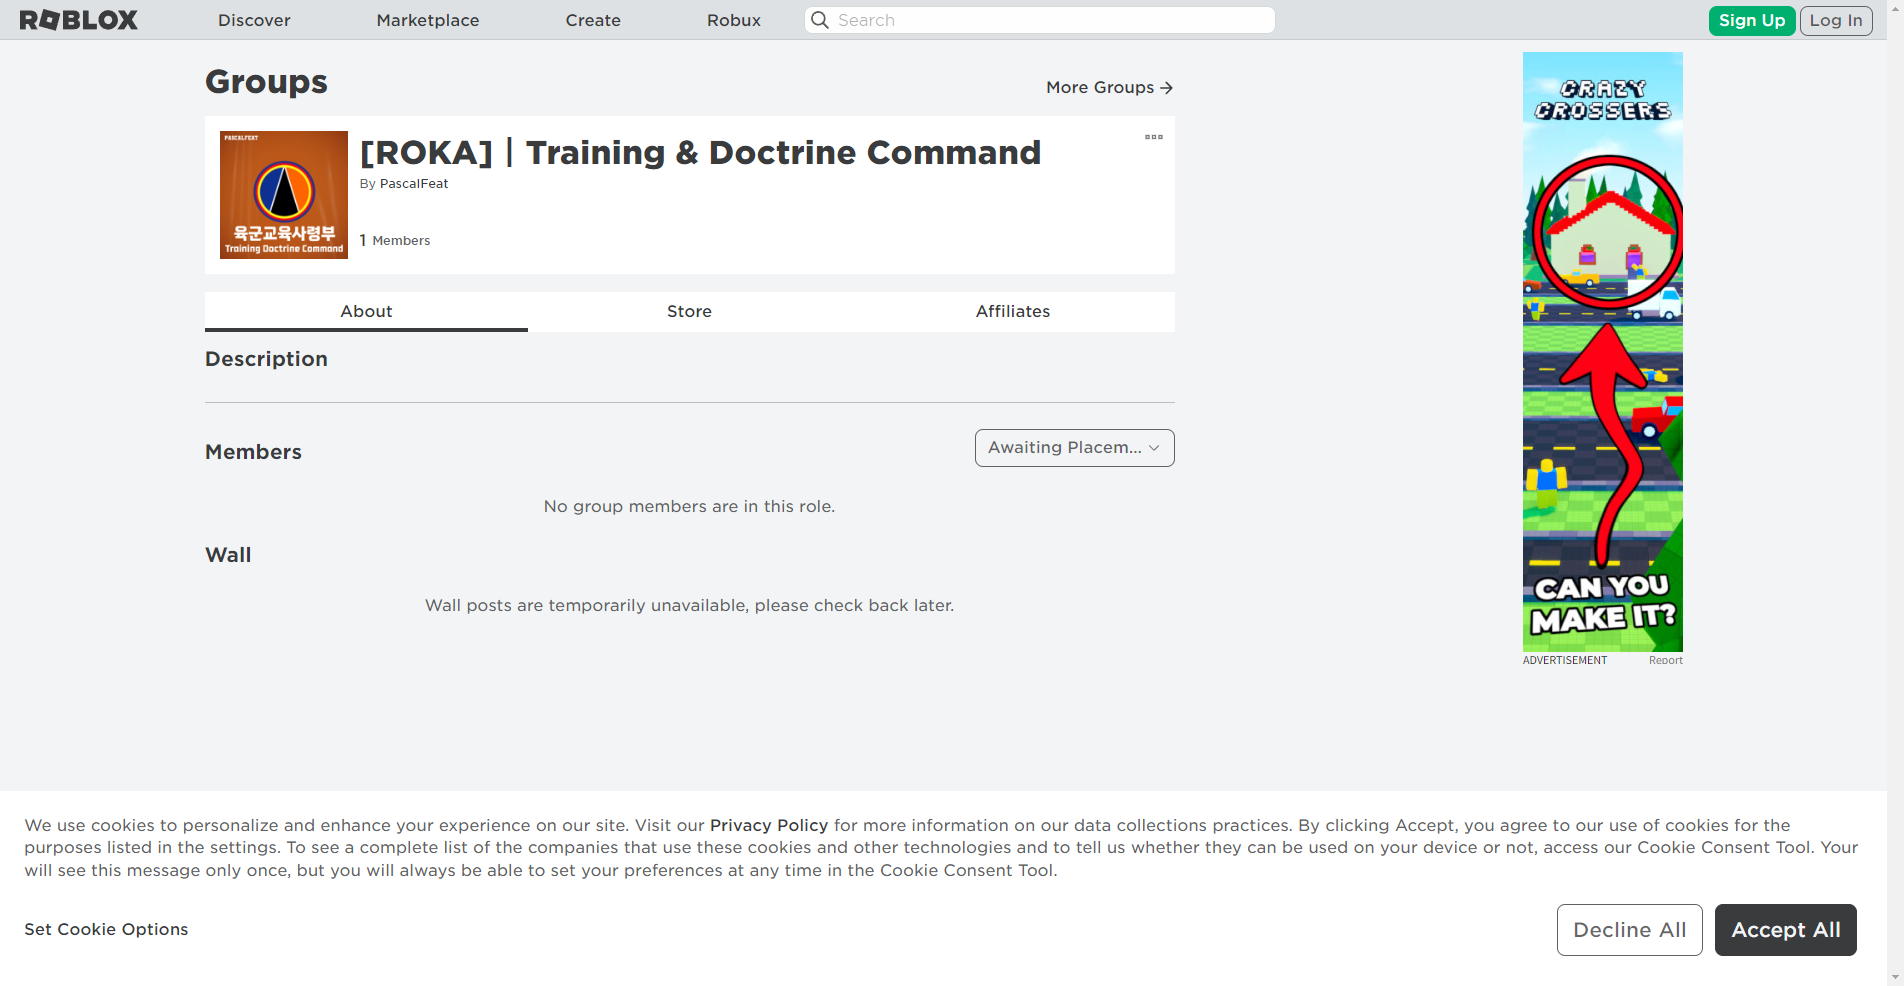 ROBLOX
Discover
Marketplace
Create
Robux
Search
Sign Up
Log In
Groups
More Groups
PASCALFEAT
육군교육사령부
Training Doctrine Command
[ROKA] | Training & Doctrine Command
By PascalFeat
1 Members
About
Store
Affiliates
Description
Members
Awaiting Placem...
No group members are in this role.
Wall
Wall posts are temporarily unavailable, please check back later.
CRAZY
CROSSERS
CAN YOU
MAKE IT?
ADVERTISEMENT
Report
We use cookies to personalize and enhance your experience on our site. Visit our Privacy Policy for more information on our data collections practices. By clicking Accept, you agree to our use of cookies for the
purposes listed in the settings. To see a complete list of the companies that use these cookies and other technologies and to tell us whether they can be used on your device or not, access our Cookie Consent Tool. Your
will see this message only once, but you will always be able to set your preferences at any time in the Cookie Consent Tool.
Set Cookie Options
Decline All
Accept All